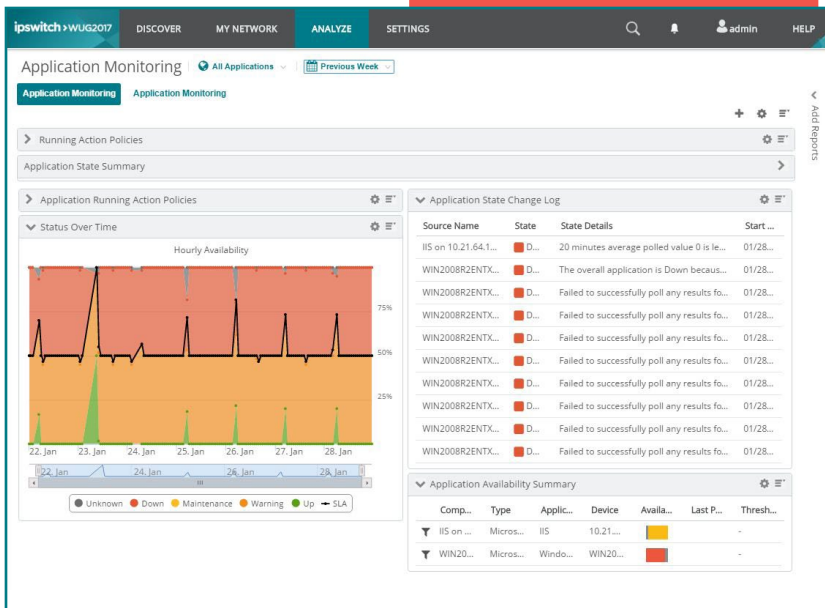 ipswitch › WUG2017 DISCOVER MY NETWORK ANALYZE SETTINGS admin HELP
Application Monitoring All Applications Previous Week
Application Monitoring Application Monitoring
Add Reports
Running Action Policies
Application State Summary
Application Running Action Policies
Status Over Time
Hourly Availability
75%
50%
25%
22. Jan 23. Jan 24. Jan 25. Jan 26. Jan 27. Jan 28. Jan
22. Jan 24. Jan 26. Jan 28. Jan
Unknown Down Maintenance Warning Up SLA
Application State Change Log
Source Name State State Details Start ...
IIS on 10.21.64.1... D... 20 minutes average polled value 0 is le... 01/28...
WIN2008R2ENTX... D... The overall application is Down becaus... 01/28...
WIN2008R2ENTX... D... Failed to successfully poll any results fo... 01/28...
WIN2008R2ENTX... D... Failed to successfully poll any results fo... 01/28...
WIN2008R2ENTX... D... Failed to successfully poll any results fo... 01/28...
WIN2008R2ENTX... D... Failed to successfully poll any results fo... 01/28...
WIN2008R2ENTX... D... Failed to successfully poll any results fo... 01/28...
WIN2008R2ENTX... D... Failed to successfully poll any results fo... 01/28...
WIN2008R2ENTX... D... Failed to successfully poll any results fo... 01/28...
WIN2008R2ENTX... D... Failed to successfully poll any results fo... 01/28...
Application Availability Summary
Comp... Type Applic... Device Availa... Last P... Thresh...
IIS on ... Micros... IIS 10.21.... -
WIN20... Micros... Windo... WIN20... -